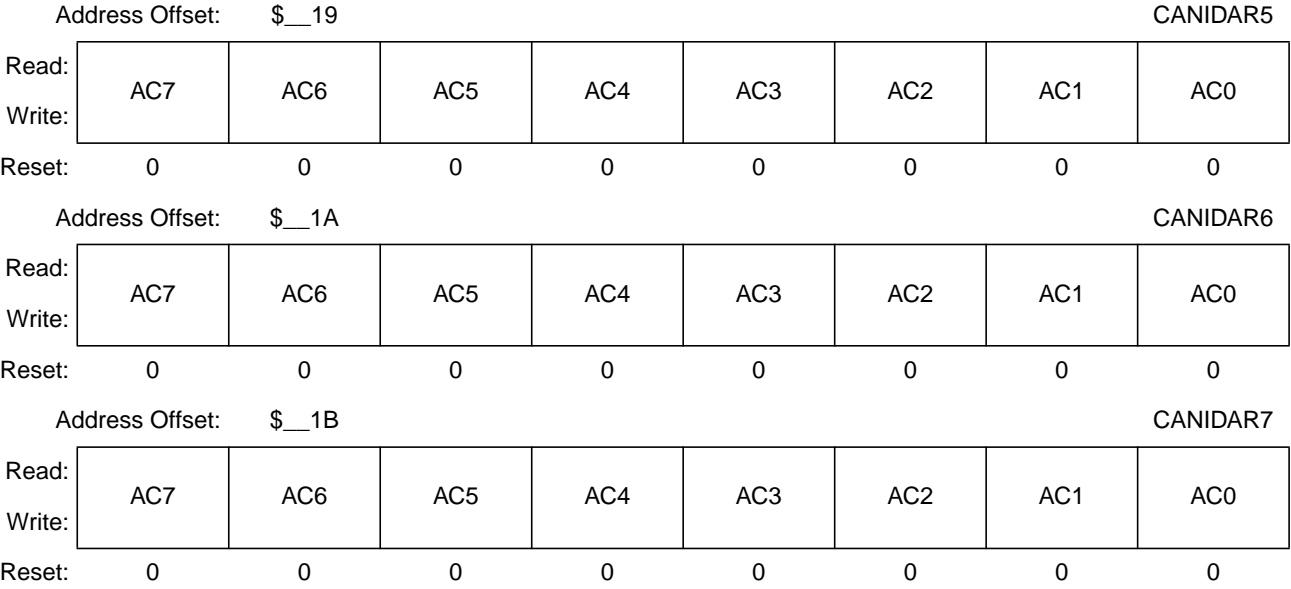 Address Offset: $__19 CANIDAR5
Read:
AC7 AC6 AC5 AC4 AC3 AC2 AC1 AC0
Write:
Reset: 0 0 0 0 0 0 0 0
Address Offset: $__1A CANIDAR6
Read:
AC7 AC6 AC5 AC4 AC3 AC2 AC1 AC0
Write:
Reset: 0 0 0 0 0 0 0 0
Address Offset: $__1B CANIDAR7
Read:
AC7 AC6 AC5 AC4 AC3 AC2 AC1 AC0
Write:
Reset: 0 0 0 0 0 0 0 0